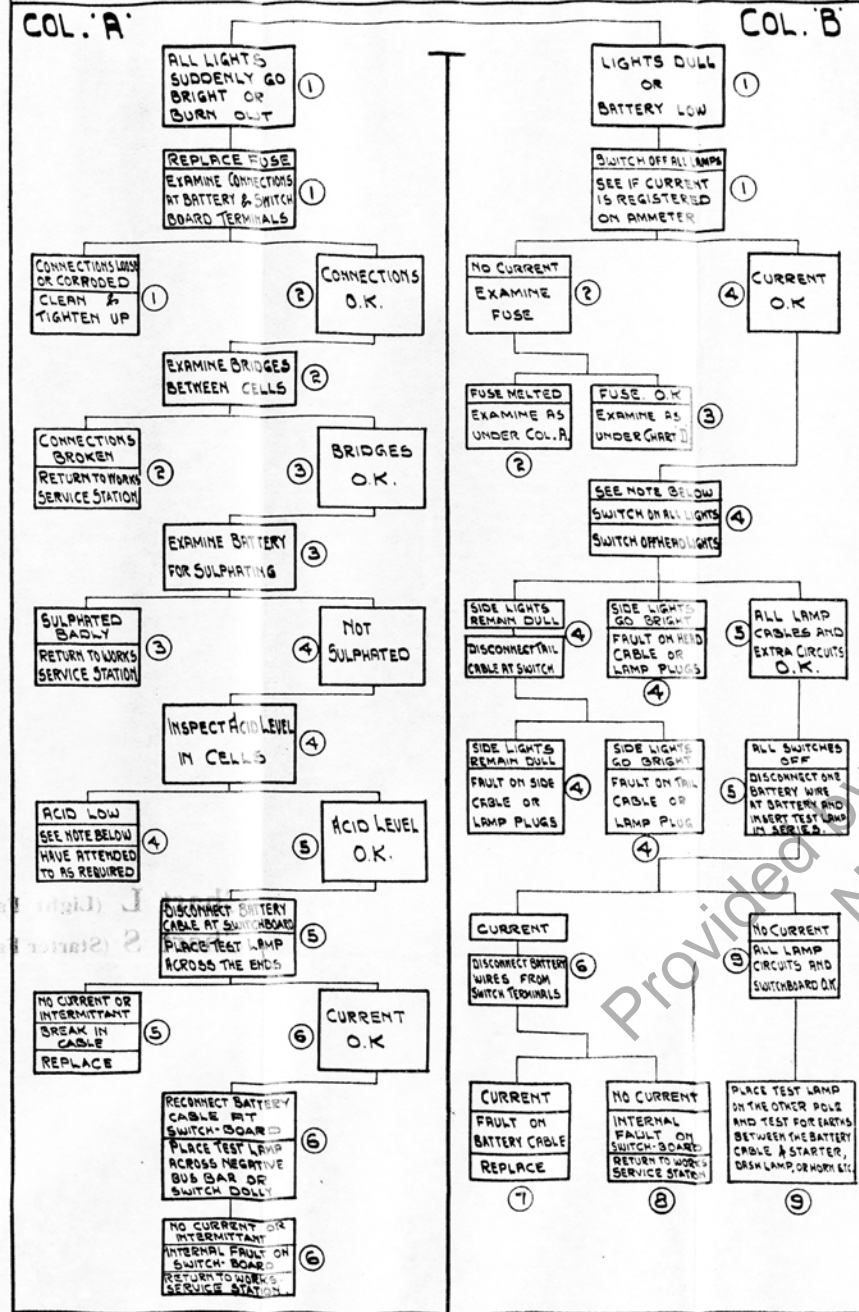 COL. 'A'
COL. 'B'
ALL LIGHTS
SUDDENLY GO
BRIGHT OR
BURN OUT
1
REPLACE FUSE
EXAMINE CONNECTIONS
AT BATTERY & SWITCH
BOARD TERMINALS
1
CONNECTIONS LOOSE
OR CORRODED
CLEAN &
TIGHTEN UP
1
2
CONNECTIONS
O.K.
EXAMINE BRIDGES
BETWEEN CELLS
2
CONNECTIONS
BROKEN
RETURN TO WORKS
SERVICE STATION
2
3
BRIDGES
O.K.
EXAMINE BATTERY
FOR SULPHATING
3
SULPHATED
BADLY
RETURN TO WORKS
SERVICE STATION
3
4
NOT
SULPHATED
INSPECT ACID LEVEL
IN CELLS
4
ACID LOW
SEE NOTE BELOW
HAVE ATTENDED
TO AS REQUIRED
4
5
ACID LEVEL
O.K.
DISCONNECT BATTERY
CABLE AT SWITCHBOARD
PLACE TEST LAMP
ACROSS THE ENDS
5
NO CURRENT OR
INTERMITTANT
BREAK IN
CABLE
REPLACE
5
6
CURRENT
O.K
RECONNECT BATTERY
CABLE AT
SWITCH-BOARD
PLACE TEST LAMP
ACROSS NEGATIVE
BUS BAR OR
SWITCH DOLLY
6
NO CURRENT OR
INTERMITTANT
INTERNAL FAULT ON
SWITCH-BOARD
RETURN TO WORKS
SERVICE STATION.
6
LIGHTS DULL
OR
BATTERY LOW
1
SWITCH OFF ALL LAMPS
SEE IF CURRENT
IS REGISTERED
ON AMMETER
1
NO CURRENT
EXAMINE
FUSE
2
4
CURRENT
O.K
FUSE MELTED
EXAMINE AS
UNDER COL. A.
2
FUSE. O.K
EXAMINE AS
UNDER CHART 'D'
3
SEE NOTE BELOW
SWITCH ON ALL LIGHTS
SWITCH OFF HEAD LIGHTS
4
SIDE LIGHTS
REMAIN DULL
DISCONNECT TAIL
CABLE AT SWITCH
4
SIDE LIGHTS
GO BRIGHT
FAULT ON HEAD
CABLE OR
LAMP PLUGS
4
5
ALL LAMP
CABLES AND
EXTRA CIRCUITS
O.K.
SIDE LIGHTS
REMAIN DULL
FAULT ON SIDE
CABLE OR
LAMP PLUGS
4
SIDE LIGHTS
GO BRIGHT
FAULT ON TAIL
CABLE OR
LAMP PLUG
4
5
ALL SWITCHES
OFF
DISCONNECT ONE
BATTERY WIRE
AT BATTERY AND
INSERT TEST LAMP
IN SERIES.
CURRENT
DISCONNECT BATTERY
WIRES FROM
SWITCH TERMINALS
6
9
NO CURRENT
ALL LAMP
CIRCUITS AND
SWITCHBOARD O.K.
CURRENT
FAULT ON
BATTERY CABLE
REPLACE
7
NO CURRENT
INTERNAL
FAULT ON
SWITCH-BOARD
RETURN TO WORKS
SERVICE STATION
8
PLACE TEST LAMP
ON THE OTHER POLE
AND TEST FOR EARTHS
BETWEEN THE BATTERY
CABLE & STARTER,
DASH LAMP, OR HORN ETC.
9
Provided by